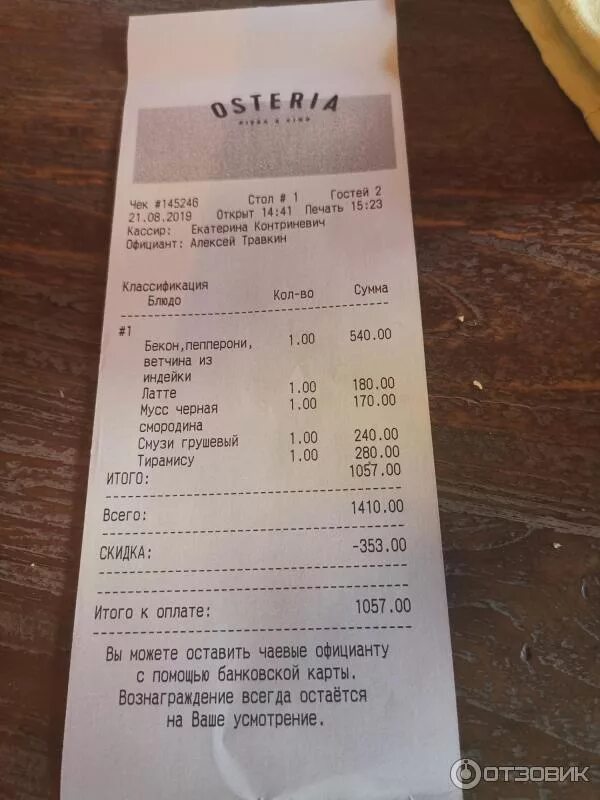 OSTERIA
Чек #145246 Стол # 1 Гостей 2
21.08.2019 Открыт 14:41 Печать 15:23
Кассир: Екатерина Контриневич
Официант: Алексей Травкин
Классификация
Блюдо Кол-во Сумма
#1
Бекон,пепперони, 1.00 540.00
ветчина из
индейки
Латте 1.00 180.00
Мусс черная 1.00 170.00
смородина
Смузи грушевый 1.00 240.00
Тирамису 1.00 280.00
ИТОГО: 1057.00
Всего: 1410.00
СКИДКА: -353.00
Итого к оплате: 1057.00
Вы можете оставить чаевые официанту
с помощью банковской карты.
Вознаграждение всегда остаётся
на Ваше усмотрение.
ОТЗОВИК